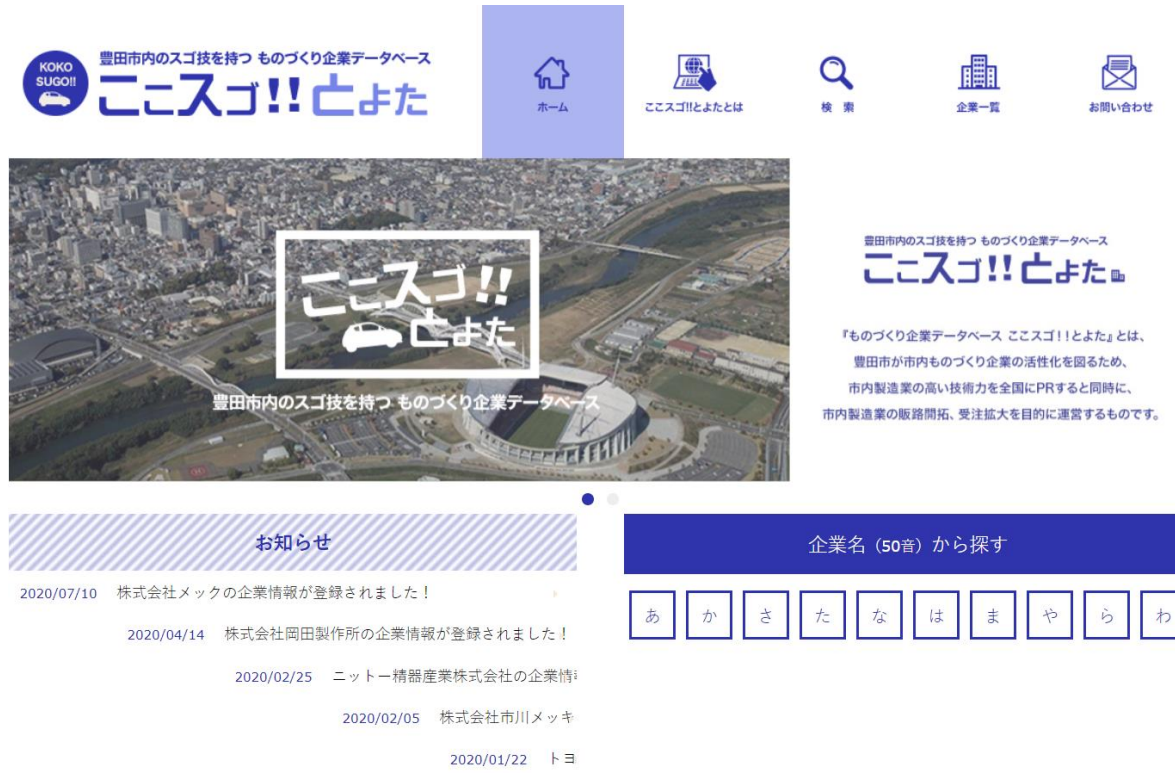 KOKO
SUGO!!
豊田市内のスゴ技を持つ ものづくり企業データベース
ここスゴ!!とよた
ホーム
ここスゴ!!とよたとは
検 索
企業一覧
お問い合わせ
ここスゴ!!
とよた
豊田市内のスゴ技を持つ ものづくり企業データベース
豊田市内のスゴ技を持つ ものづくり企業データベース
ここスゴ!!とよた
『ものづくり企業データベース ここスゴ!!とよた』とは、
豊田市が市内ものづくり企業の活性化を図るため、
市内製造業の高い技術力を全国にPRすると同時に、
市内製造業の販路開拓、受注拡大を目的に運営するものです。
お知らせ
2020/07/10 株式会社メックの企業情報が登録されました!
2020/04/14 株式会社岡田製作所の企業情報が登録されました!
2020/02/25 ニットー精器産業株式会社の企業情
2020/02/05 株式会社市川メッキ
2020/01/22 トヨ
企業名（50音）から探す
あ か さ た な は ま や ら わ